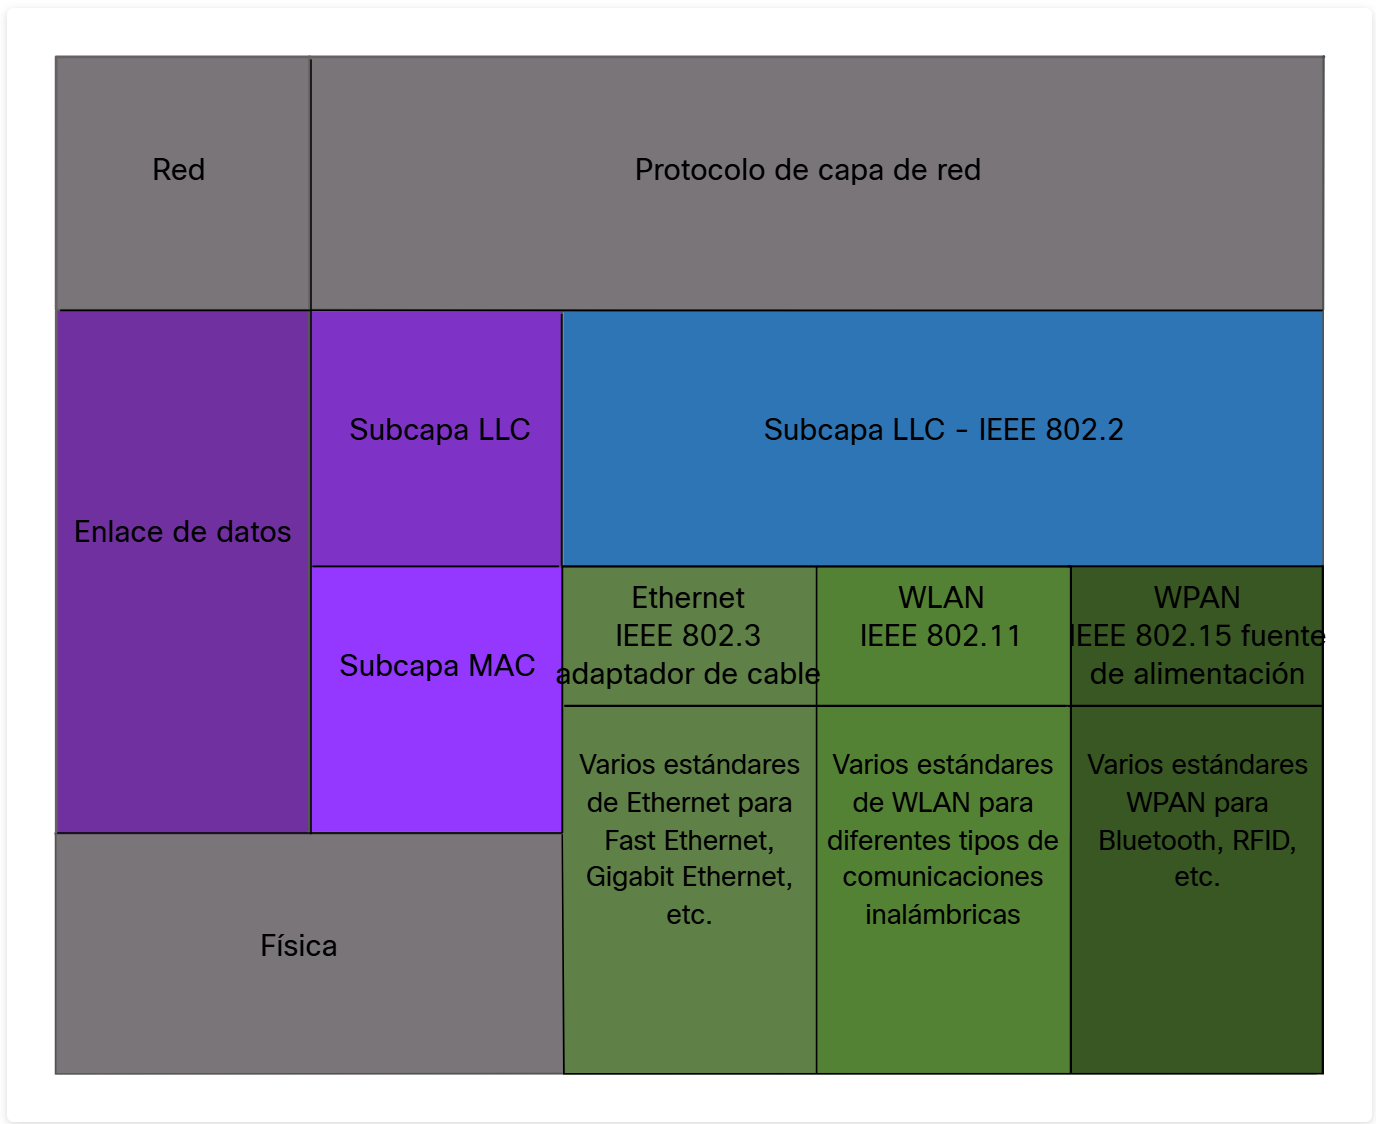 Red
Protocolo de capa de red
Enlace de datos
Subcapa LLC
Subcapa LLC - IEEE 802.2
Subcapa MAC
Ethernet
IEEE 802.3
adaptador de cable
WLAN
IEEE 802.11
WPAN
IEEE 802.15 fuente
de alimentación
Física
Varios estándares
de Ethernet para
Fast Ethernet,
Gigabit Ethernet,
etc.
Varios estándares
de WLAN para
diferentes tipos de
comunicaciones
inalámbricas
Varios estándares
WPAN para
Bluetooth, RFID,
etc.